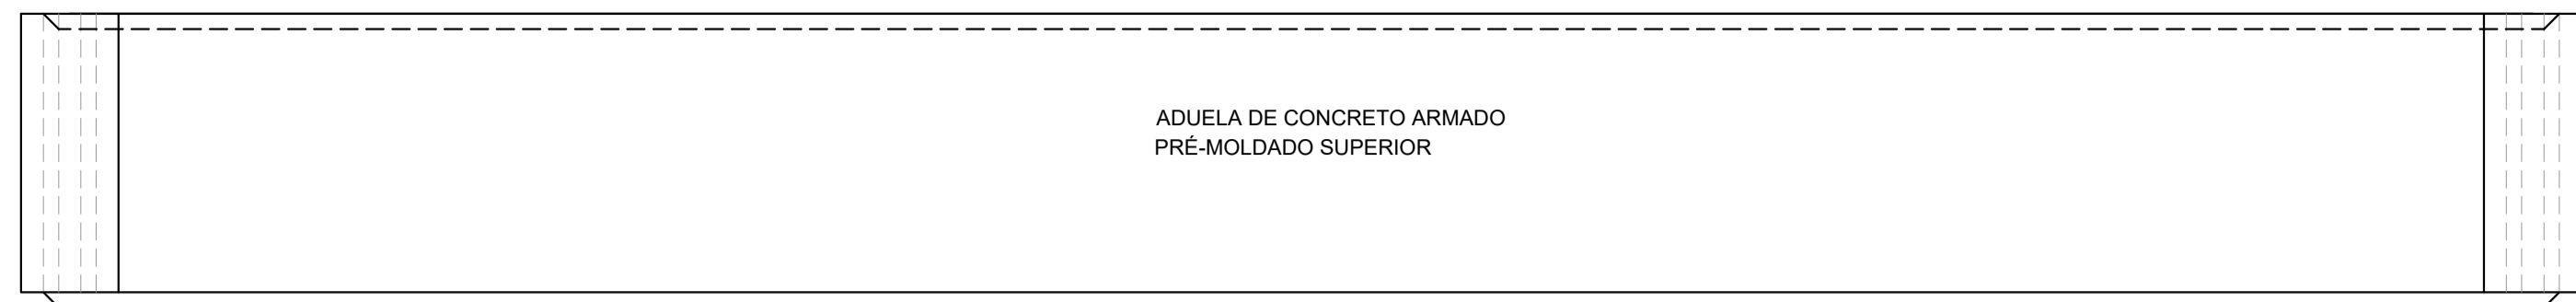 ADUELA DE CONCRETO ARMADO
PRÉ-MOLDADO SUPERIOR